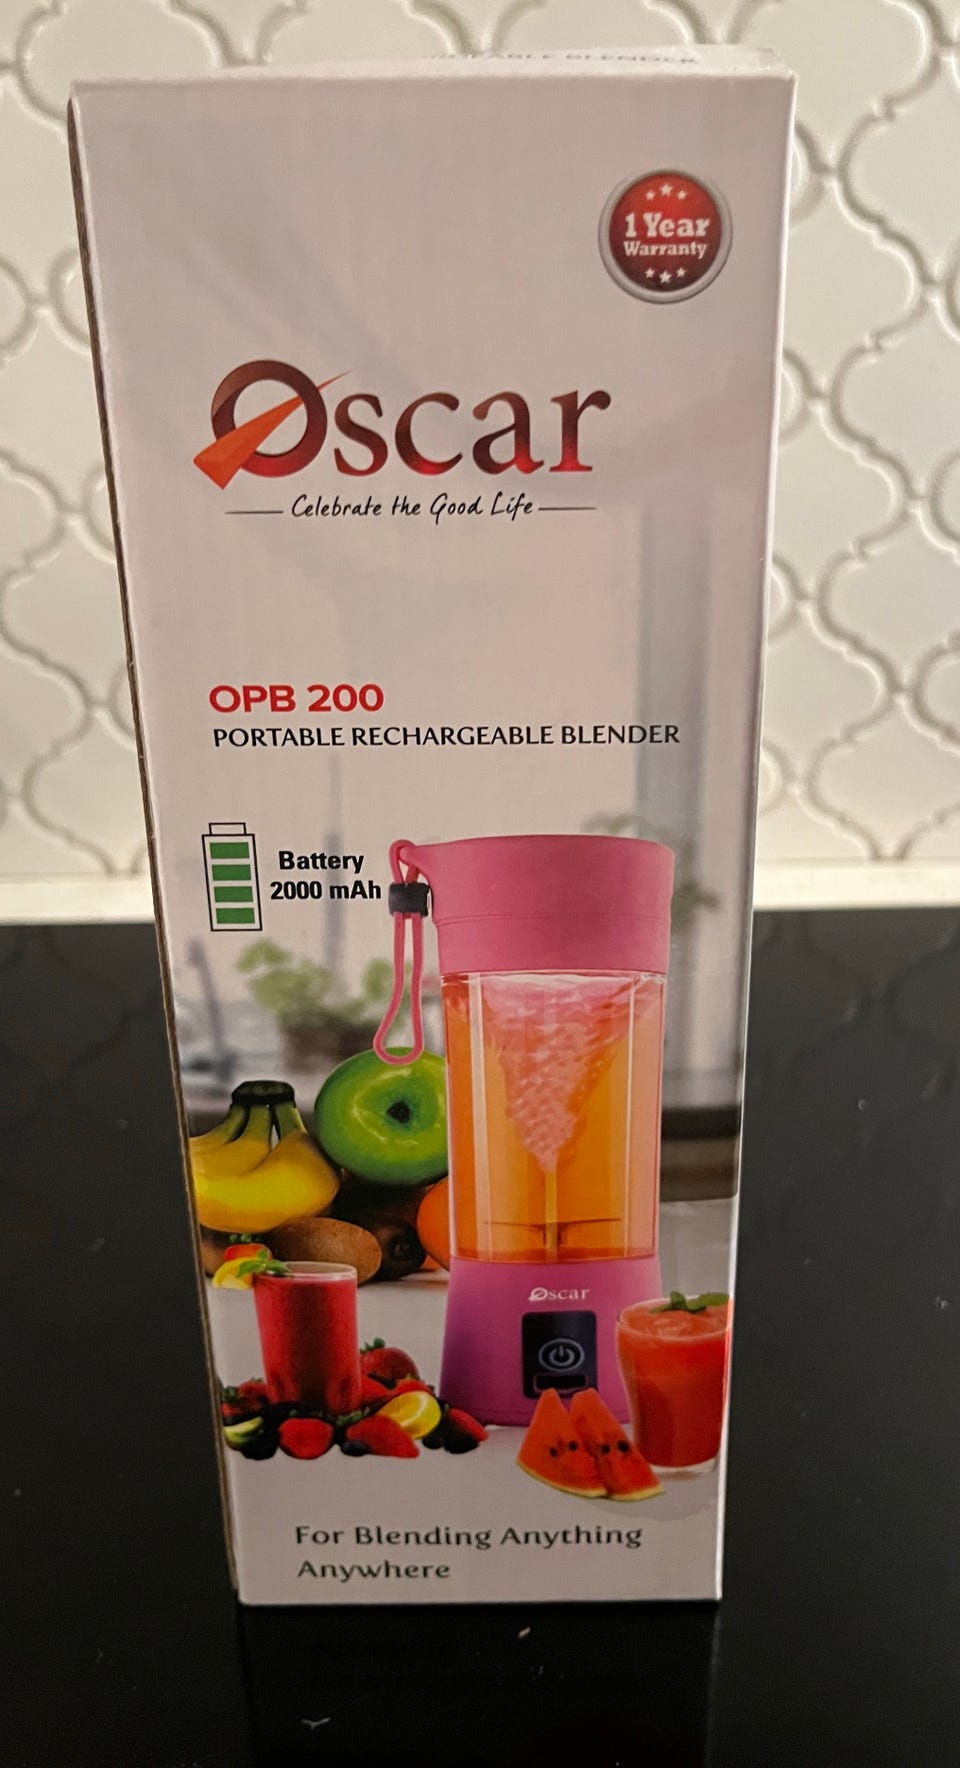 BLENDER
1 Year
Warranty
Oscar
Celebrate the Good Life
OPB 200
PORTABLE RECHARGEABLE BLENDER
Battery
2000 mAh
Oscar
For Blending Anything
Anywhere